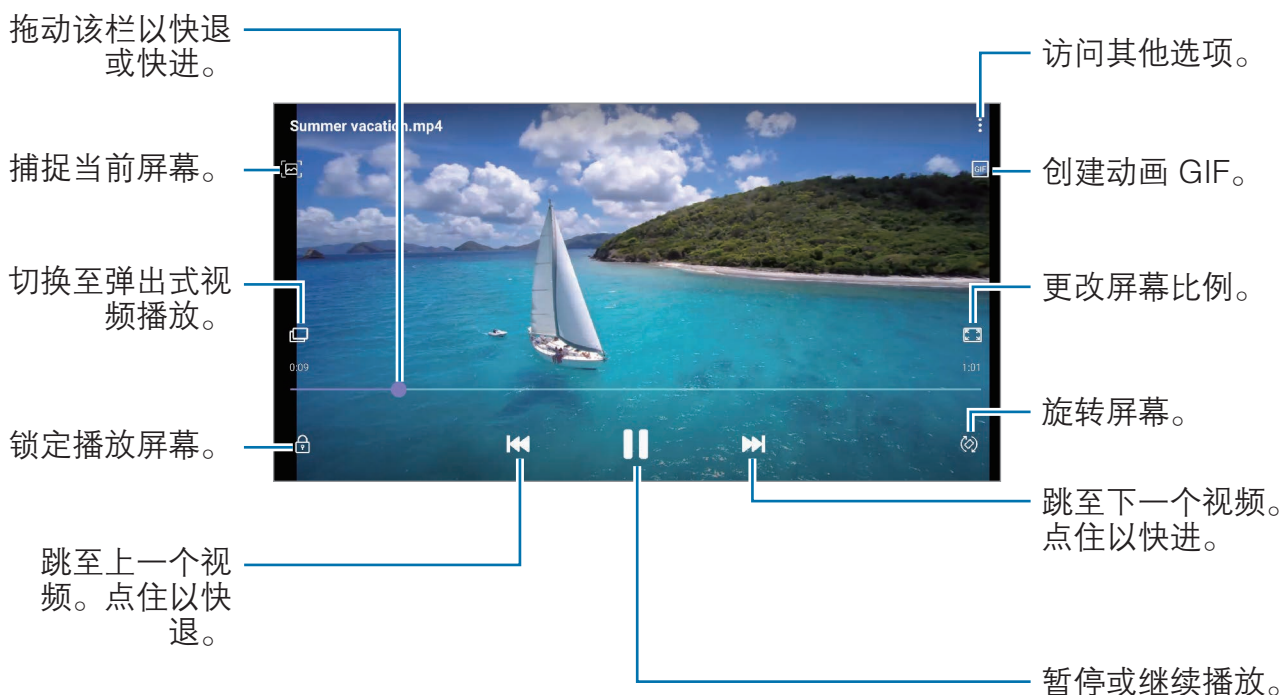 拖动该栏以快退
或快进。
访问其他选项。
Summer vacation.mp4
捕捉当前屏幕。
GIF
创建动画 GIF。
切换至弹出式视
频播放。
更改屏幕比例。
0:09
1:01
旋转屏幕。
锁定播放屏幕。
跳至下一个视频。
点住以快进。
跳至上一个视
频。点住以快
退。
暂停或继续播放。